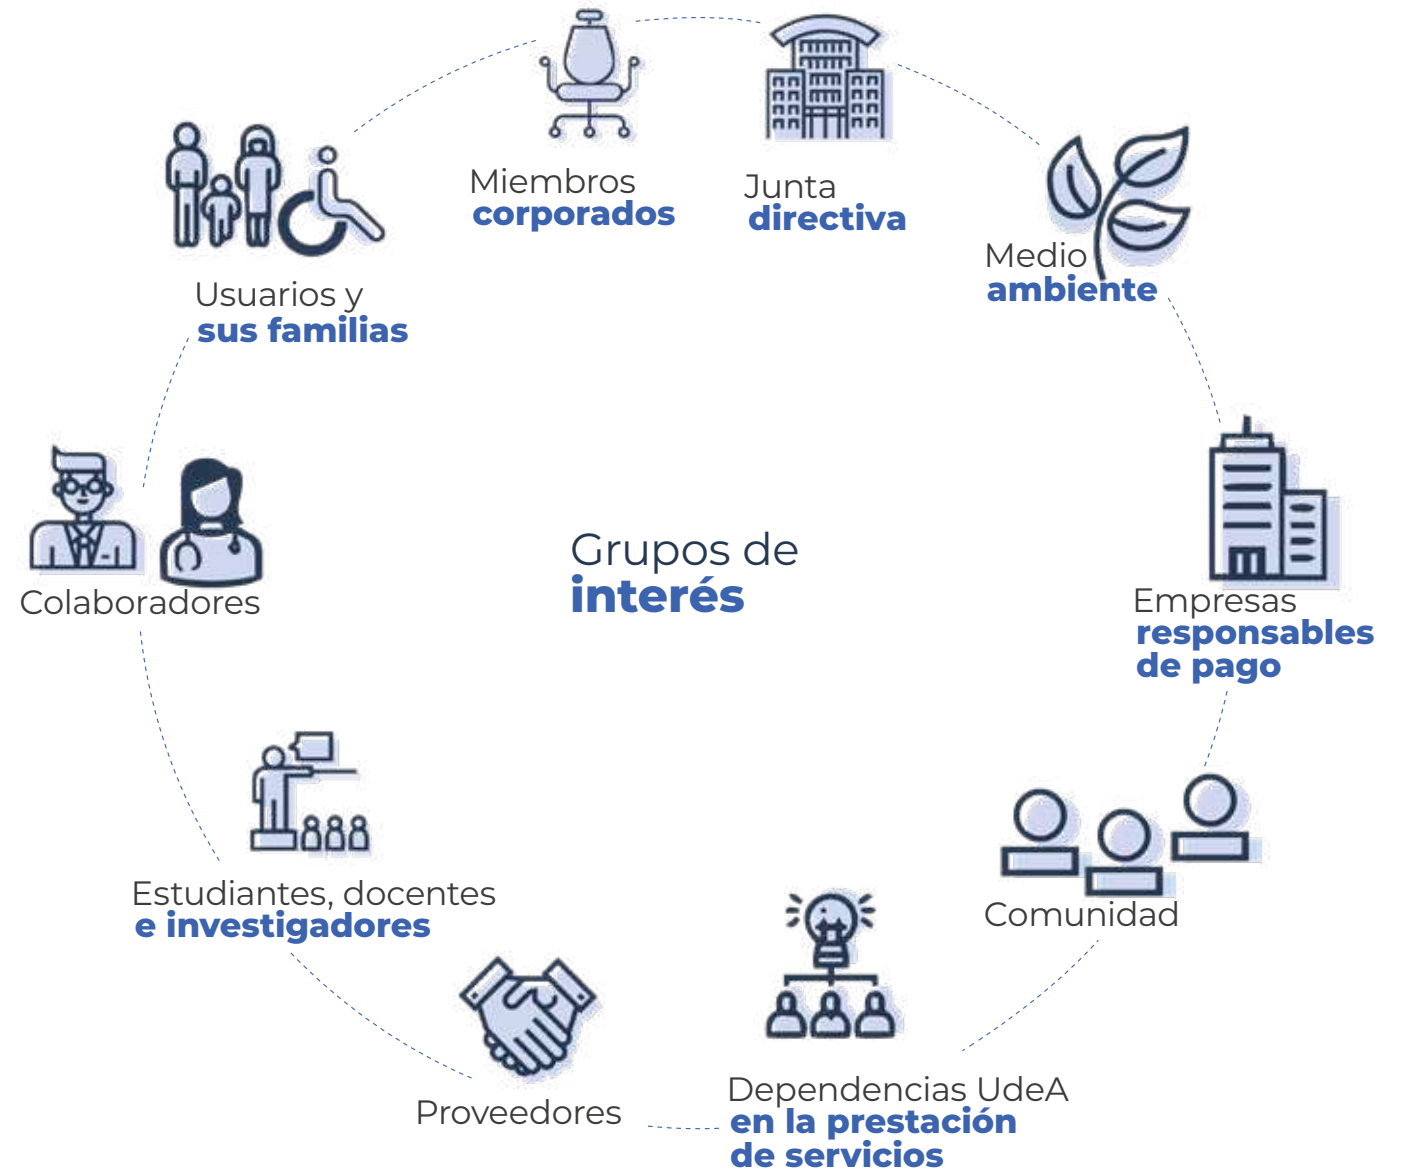 Miembros
corporados
Junta
directiva
Medio
ambiente
Usuarios y
sus familias
Colaboradores
Grupos de
interés
Empresas
responsables
de pago
Estudiantes, docentes
e investigadores
Comunidad
Proveedores
Dependencias UdeA
en la prestación
de servicios